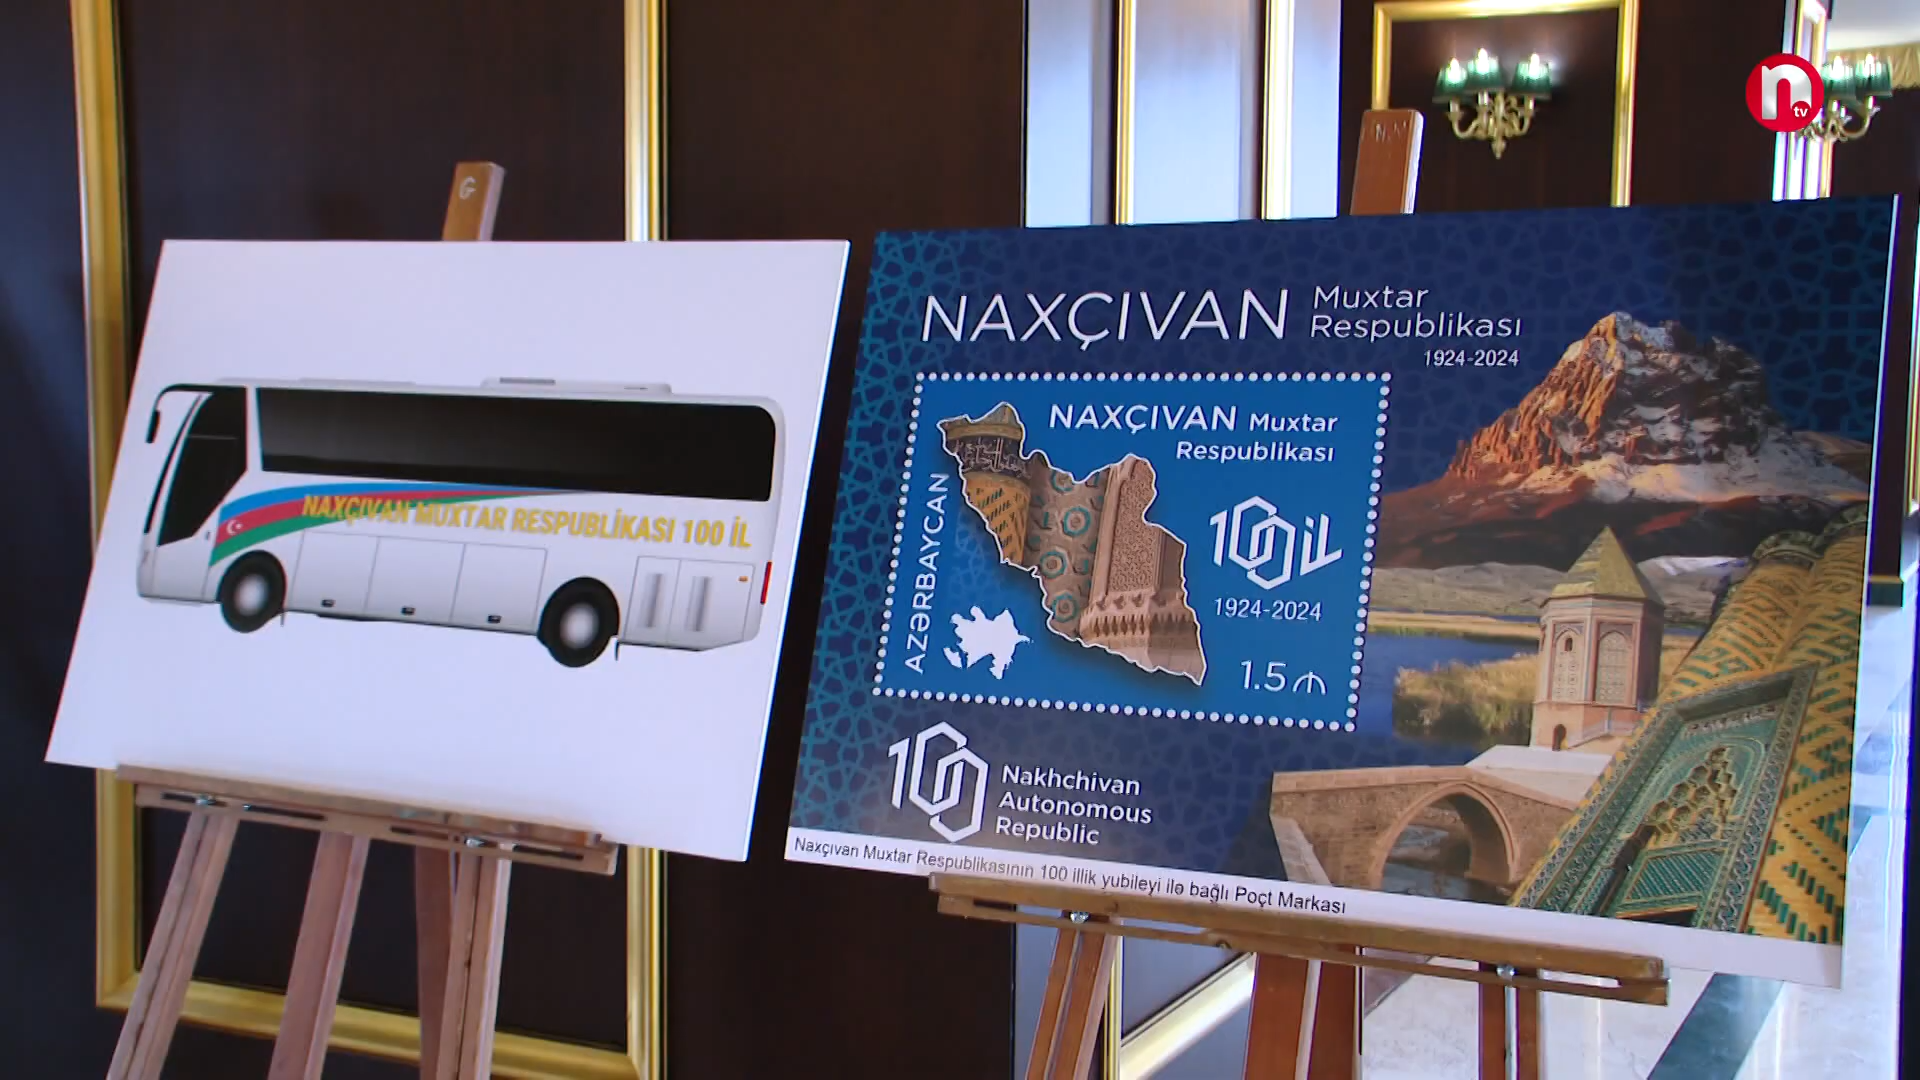 n tv
NAXÇIVAN MUXTAR RESPUBLİKASI 100 İL
NAXÇIVAN Muxtar
Respublikası
1924-2024
NAXÇIVAN Muxtar
Respublikası
AZƏRBAYCAN
100 İL
1924-2024
1.5 ₼
100
Nakhchivan
Autonomous
Republic
Naxçıvan Muxtar Respublikasının 100 illik yubileyi ilə bağlı Poçt Markası